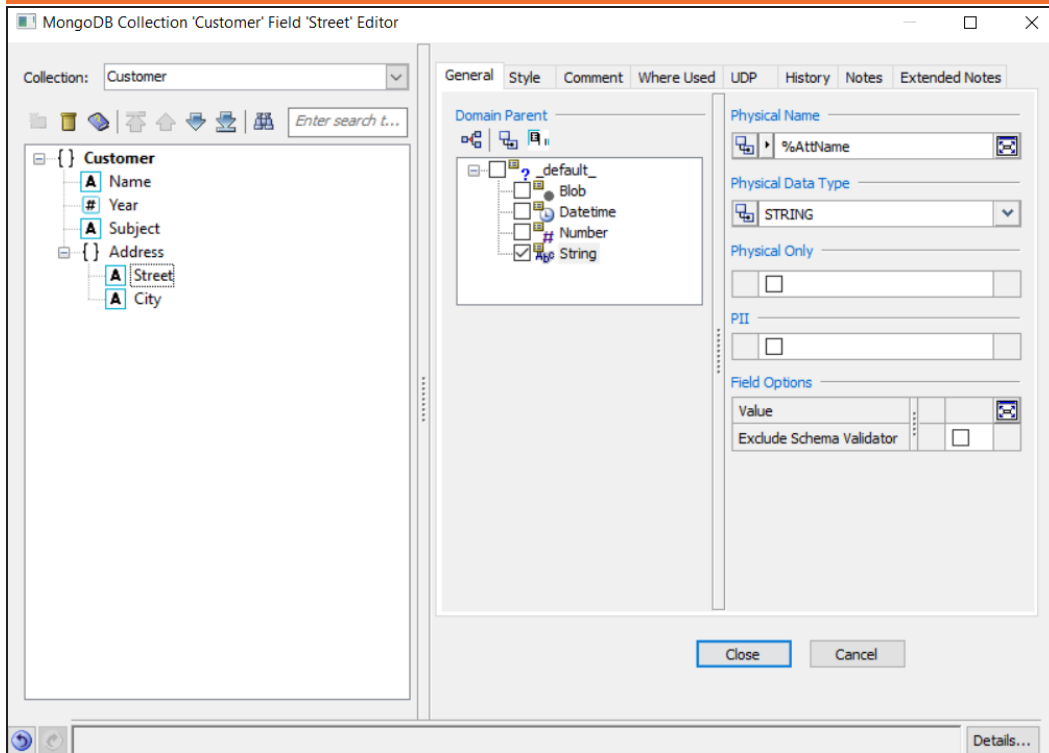 MongoDB Collection 'Customer' Field 'Street' Editor
Collection: Customer
Enter search t...
{ } Customer
A Name
# Year
A Subject
{ } Address
A Street
A City
General Style Comment Where Used UDP History Notes Extended Notes
Domain Parent
_default_
Blob
Datetime
# Number
Abc String
Physical Name
%AttName
Physical Data Type
STRING
Physical Only
PII
Field Options
Value
Exclude Schema Validator
Close Cancel
Details...